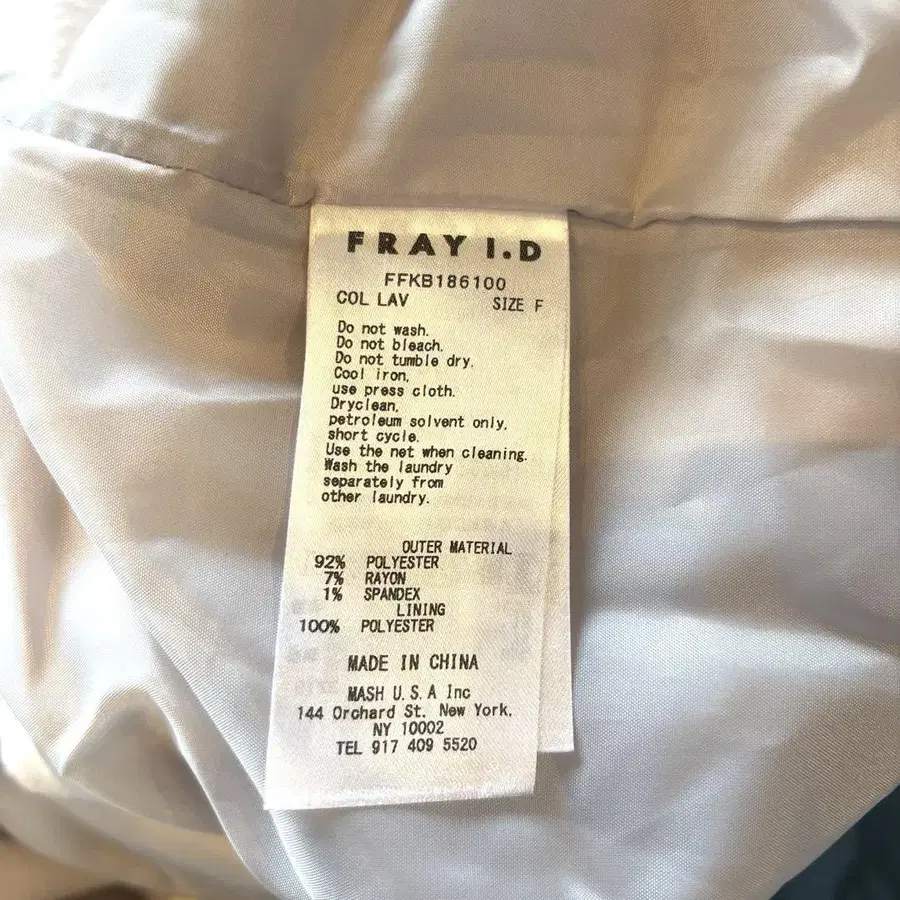 FRAY I.D
FFKB186100
COL LAV SIZE F
Do not wash.
Do not bleach.
Do not tumble dry.
Cool iron,
use press cloth.
Dryclean,
petroleum solvent only,
short cycle.
Use the net when cleaning.
Wash the laundry
separately from
other laundry.
OUTER MATERIAL
92% POLYESTER
7% RAYON
1% SPANDEX
LINING
100% POLYESTER
MADE IN CHINA
MASH U.S.A Inc
144 Orchard St. New York.
NY 10002
TEL 917 409 5520